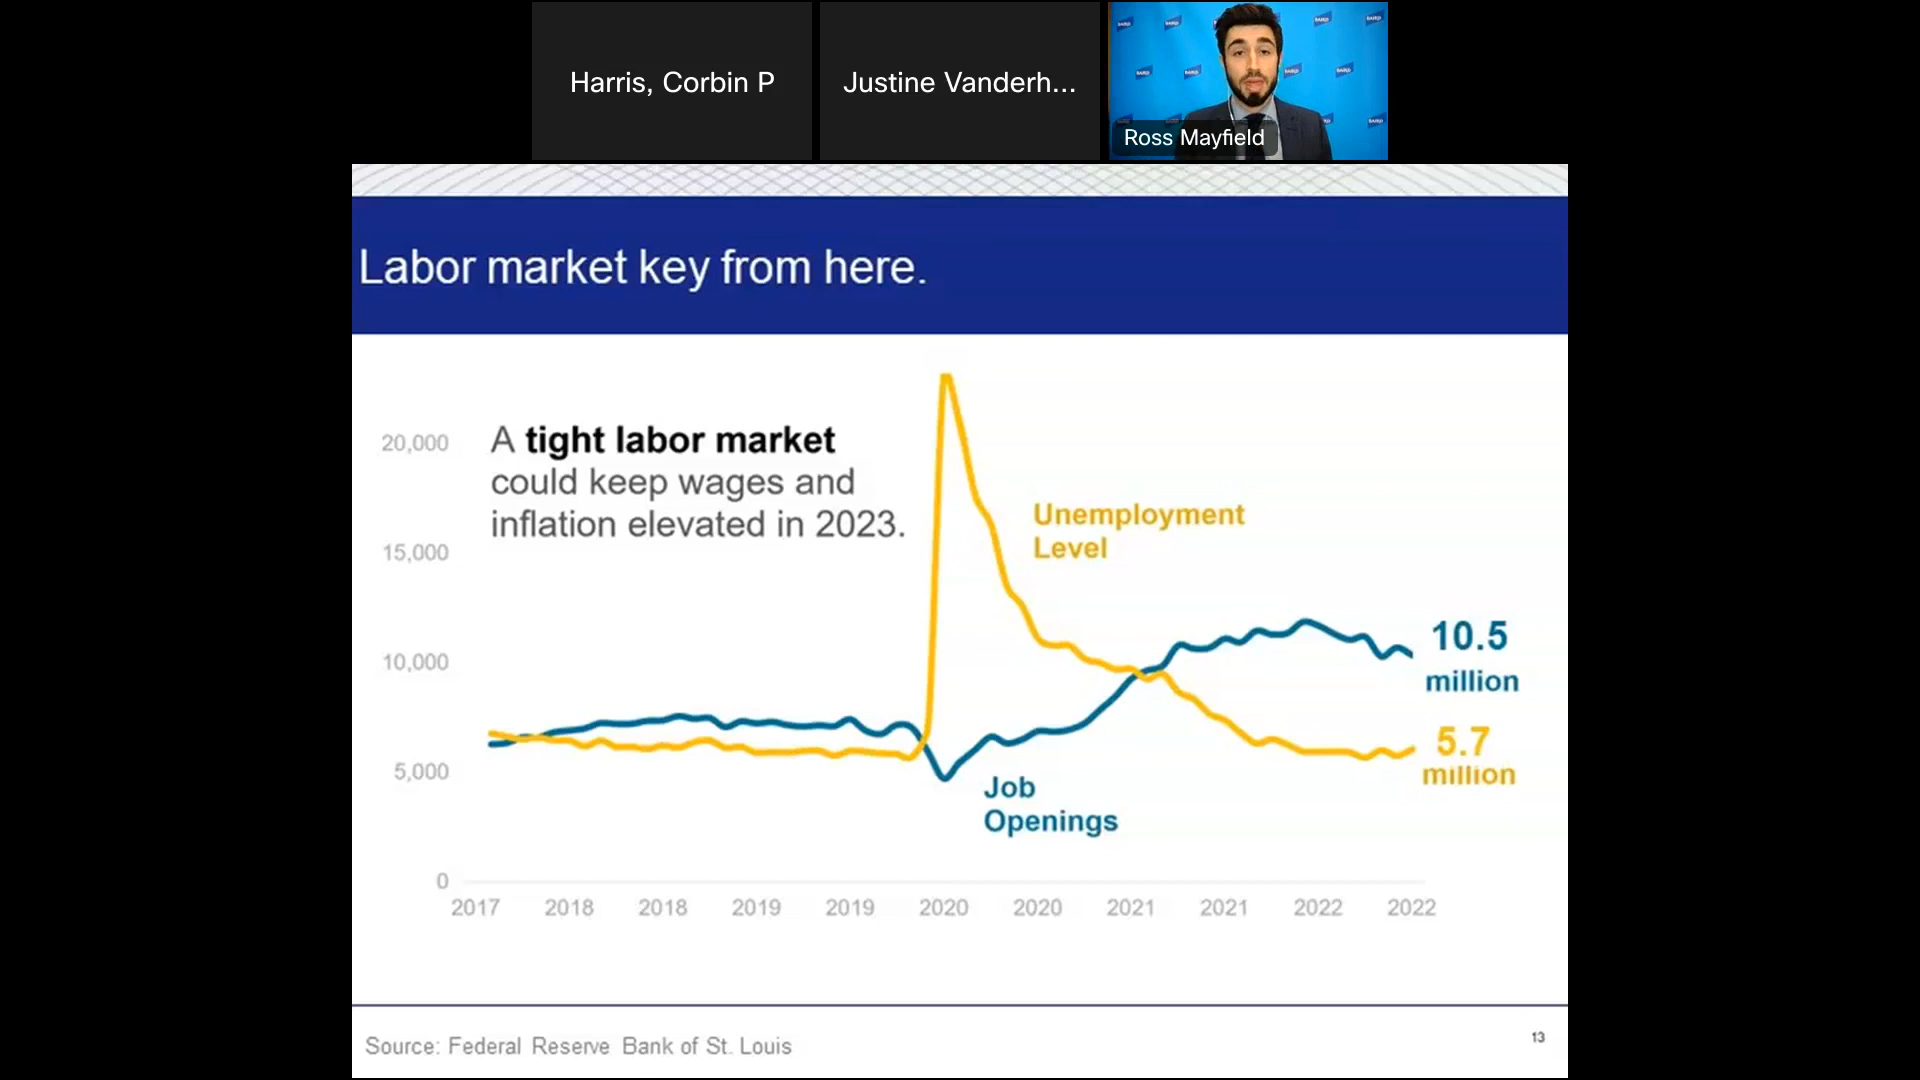 Harris, Corbin P
Justine Vanderh...
Ross Mayfield
Labor market key from here.
A tight labor market
could keep wages and
inflation elevated in 2023.
20,000
15,000
10,000
5,000
0
Unemployment
Level
Job
Openings
10.5
million
5.7
million
2017 2018 2018 2019 2019 2020 2020 2021 2021 2022 2022
Source: Federal Reserve Bank of St. Louis
13